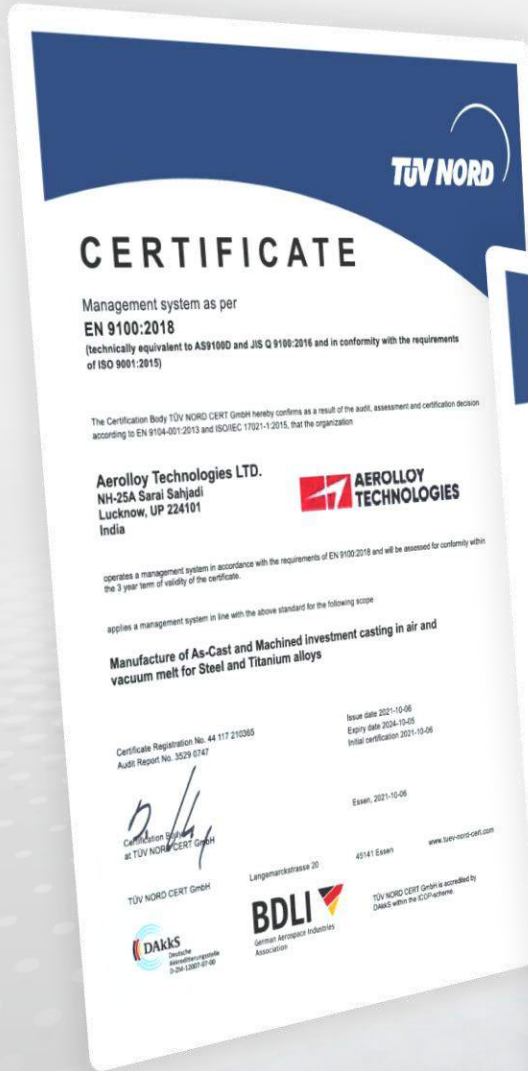 TÜV NORD
CERTIFICATE
Management system as per
EN 9100:2018
(technically equivalent to AS9100D and JIS Q 9100:2016 and in conformity with the requirements
of ISO 9001:2015)
The Certification Body TÜV NORD CERT GmbH hereby confirms as a result of the audit, assessment and certification decision
according to EN 9104-001:2013 and ISO/IEC 17021-1:2015, that the organization
Aerolloy Technologies LTD.
NH-25A Sarai Sahjadi
Lucknow, UP 224101
India
AEROLLOY
TECHNOLOGIES
operates a management system in accordance with the requirements of EN 9100:2018 and will be assessed for conformity within
the 3 year term of validity of the certificate.
applies a management system in line with the above standard for the following scope
Manufacture of As-Cast and Machined investment casting in air and
vacuum melt for Steel and Titanium alloys
Certificate Registration No. 44 117 210365
Audit Report No. 3529 0747
Issue date 2021-10-06
Expiry date 2024-10-05
Initial certification 2021-10-06
Certification Body
at TÜV NORD CERT GmbH
Essen, 2021-10-06
TÜV NORD CERT GmbH
Langemarckstrasse 20
45141 Essen
www.tuev-nord-cert.com
DAkkS
Deutsche
Akkreditierungsstelle
D-ZM-12007-07-00
BDLI
German Aerospace Industries
Association
TÜV NORD CERT GmbH is accredited by
DAkkS within the ICOP-scheme.